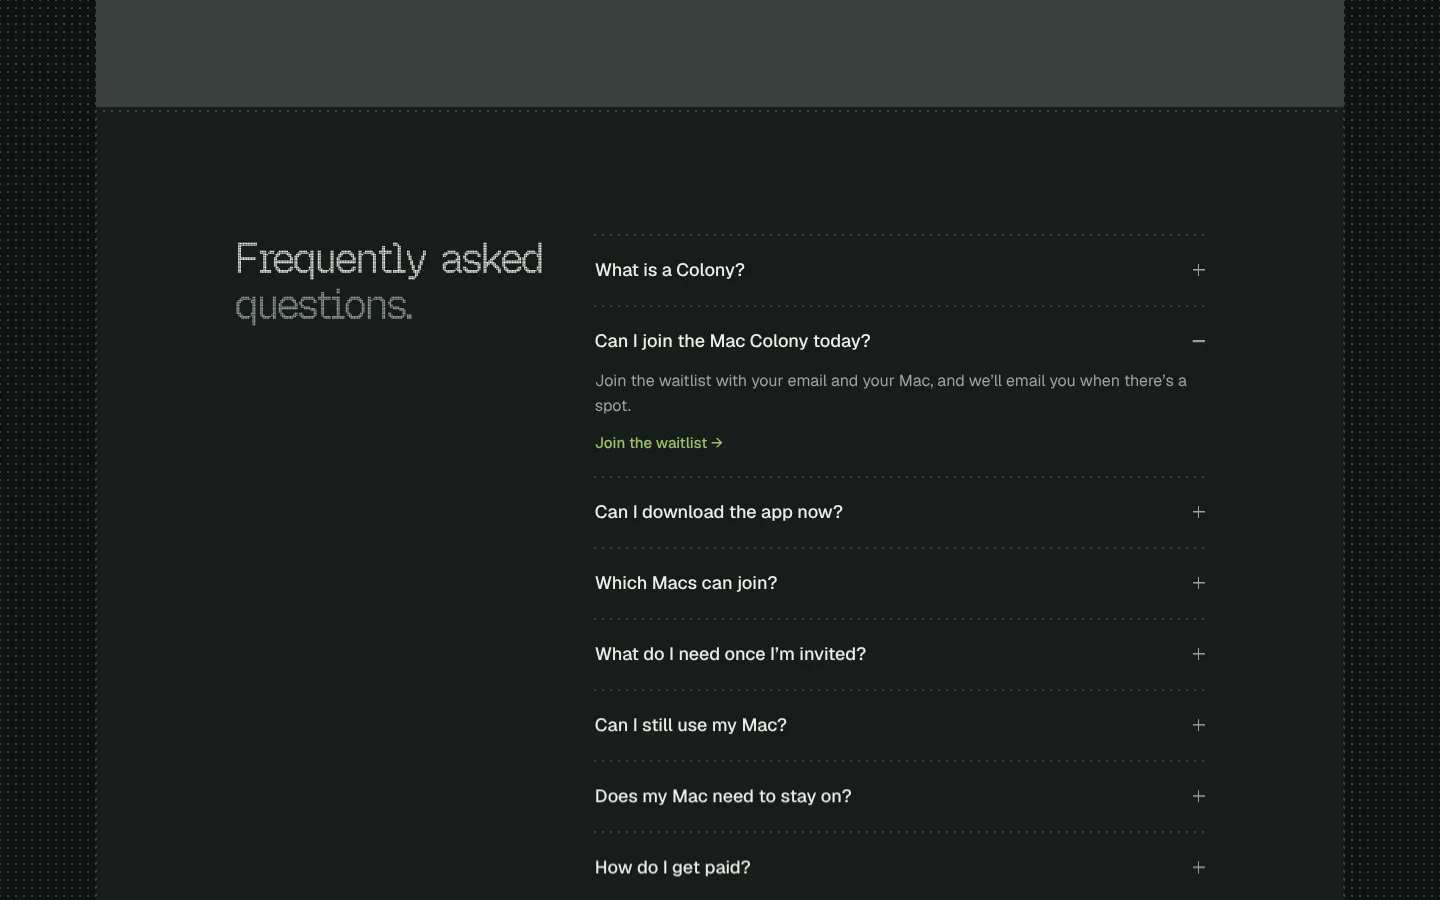 Frequently asked
questions.
What is a Colony?
Can I join the Mac Colony today?
Join the waitlist with your email and your Mac, and we’ll email you when there’s a
spot.
Join the waitlist →
Can I download the app now?
Which Macs can join?
What do I need once I’m invited?
Can I still use my Mac?
Does my Mac need to stay on?
How do I get paid?